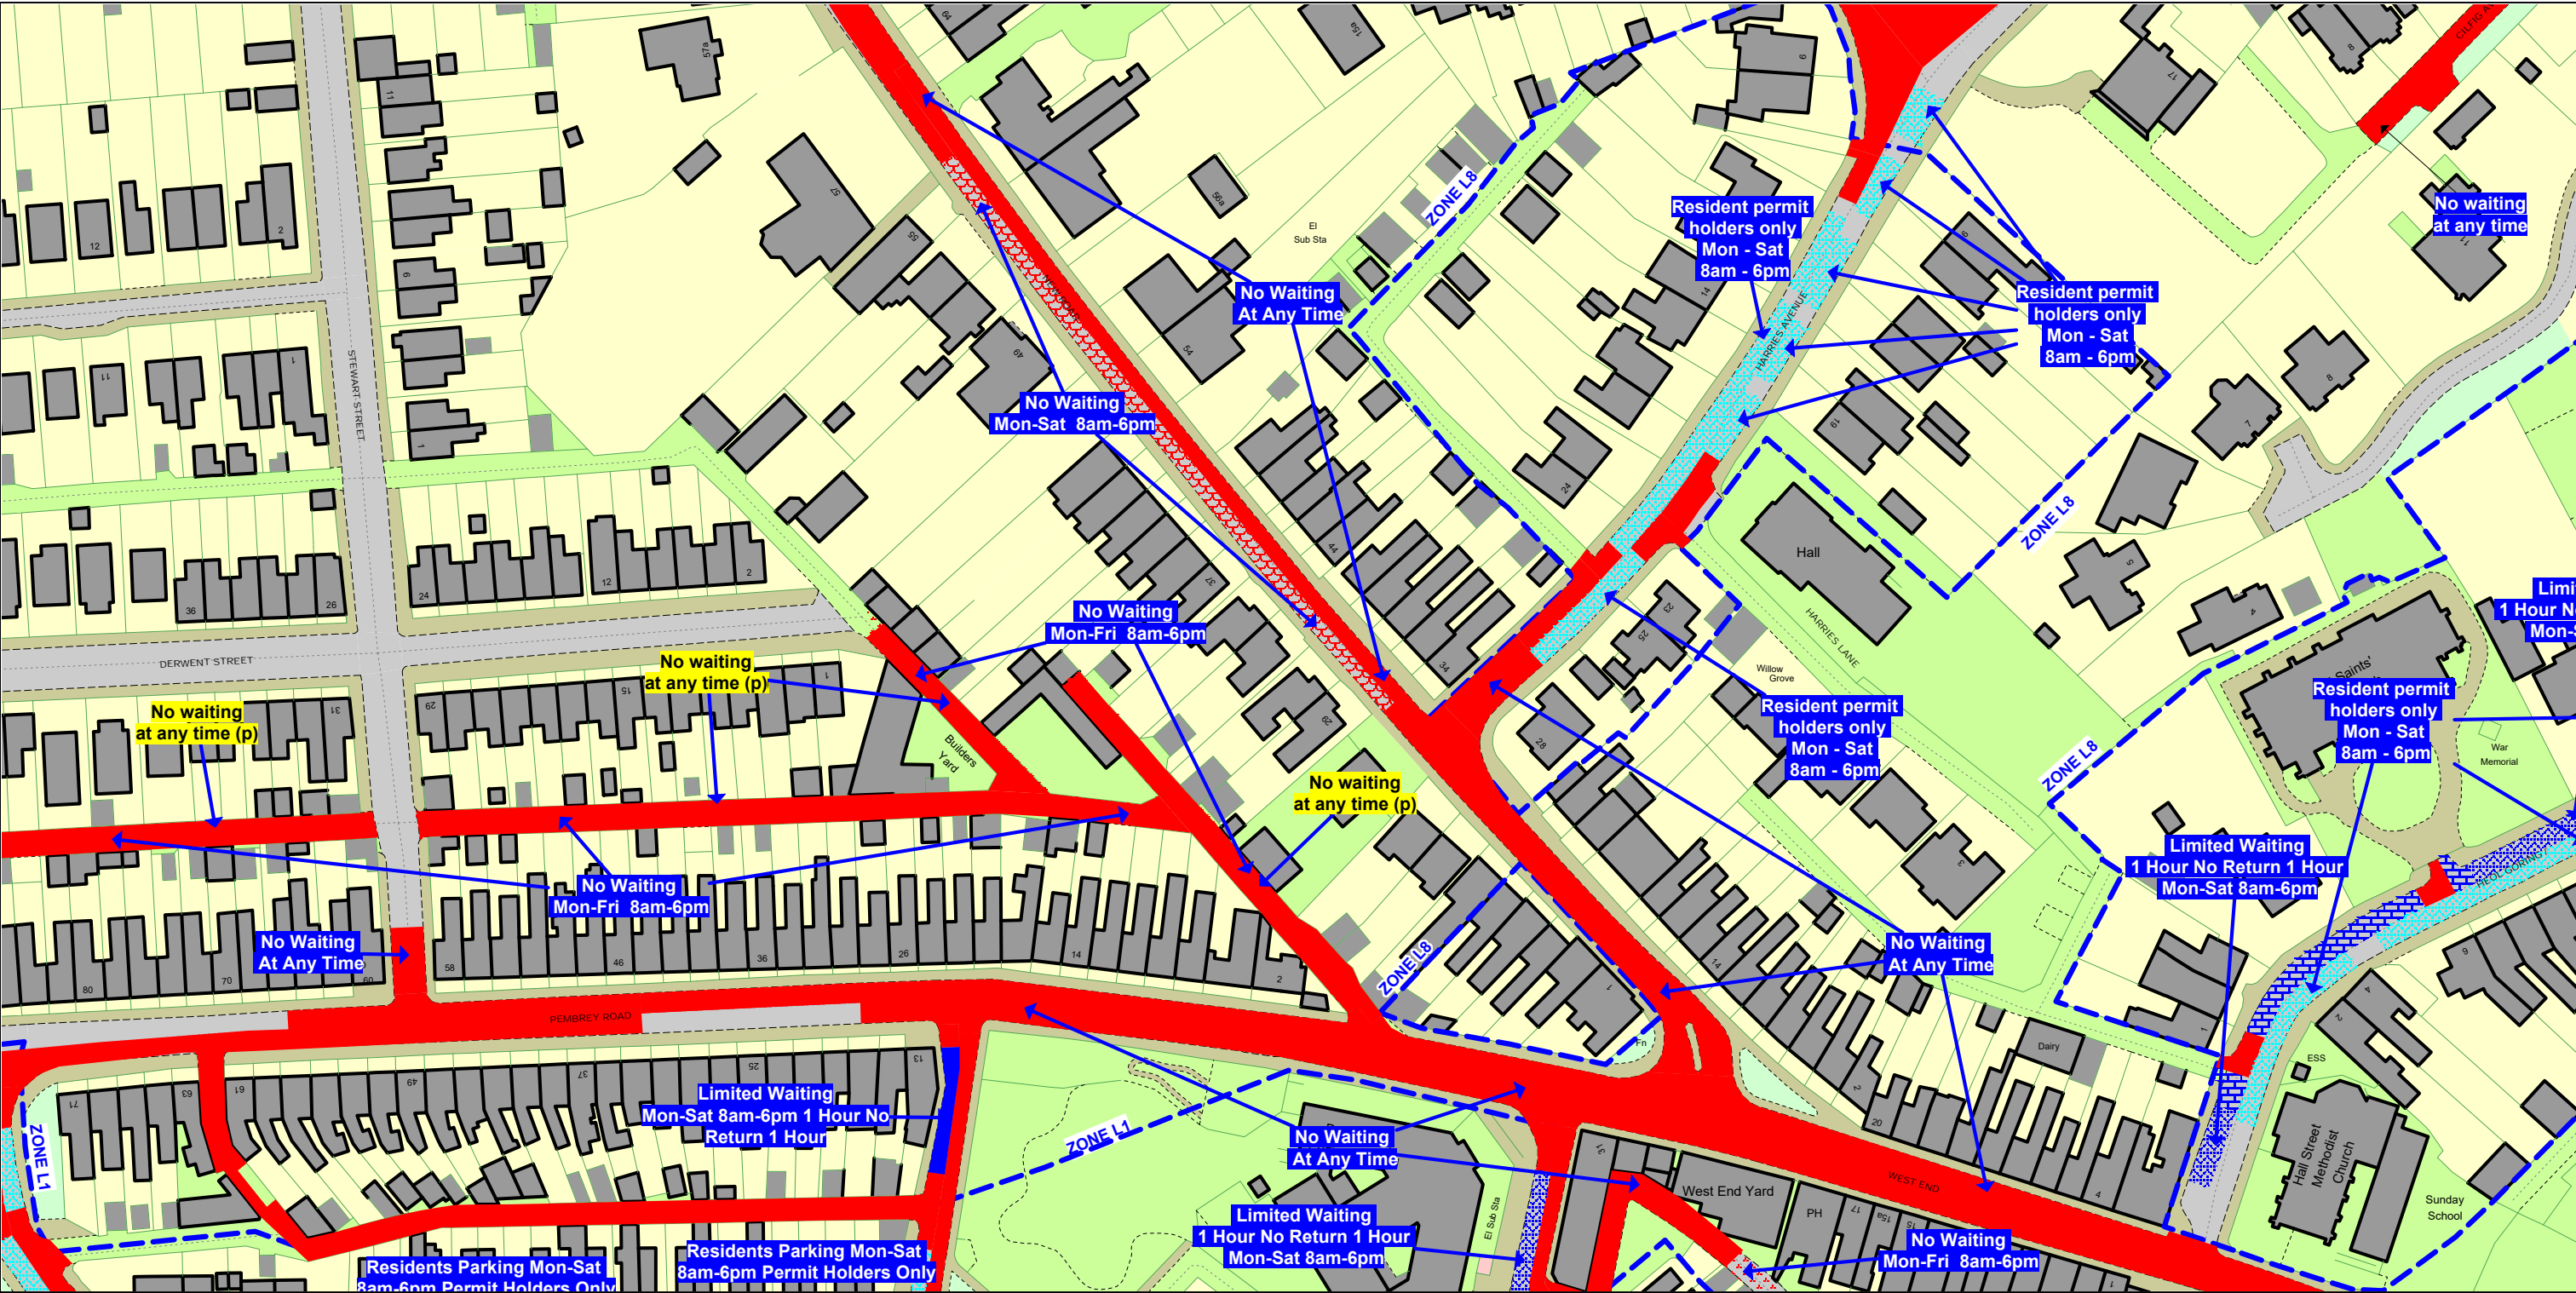 No waiting
at any time
Resident permit
holders only
Mon - Sat
8am - 6pm
Resident permit
holders only
Mon - Sat
8am - 6pm
ZONE L8
No Waiting
At Any Time
No Waiting
Mon-Sat 8am-6pm
El
Sub Sta
HARRIES AVENUE
STEWART STREET
ZONE L8
Hall
HARRIES LANE
Willow
Grove
No Waiting
Mon-Fri 8am-6pm
DERWENT STREET
No waiting
at any time (p)
No waiting
at any time (p)
Builders
Yard
No waiting
at any time (p)
Resident permit
holders only
Mon - Sat
8am - 6pm
Resident permit
holders only
Mon - Sat
8am - 6pm
Saints'
War
Memorial
ZONE L8
Limited Waiting
1 Hour No Return 1 Hour
Mon-Sat 8am-6pm
No Waiting
Mon-Fri 8am-6pm
No Waiting
At Any Time
ZONE L8
No Waiting
At Any Time
PEMBREY ROAD
Fn
Dairy
ESS
Limited Waiting
Mon-Sat 8am-6pm 1 Hour No
Return 1 Hour
ZONE L1
ZONE L1
No Waiting
At Any Time
Hall Street
Methodist
Church
WEST END
West End Yard
PH
El Sub Sta
Sunday
School
Limited Waiting
1 Hour No Return 1 Hour
Mon-Sat 8am-6pm
No Waiting
Mon-Fri 8am-6pm
Residents Parking Mon-Sat
8am-6pm Permit Holders Only
Residents Parking Mon-Sat
8am-6pm Permit Holders Only